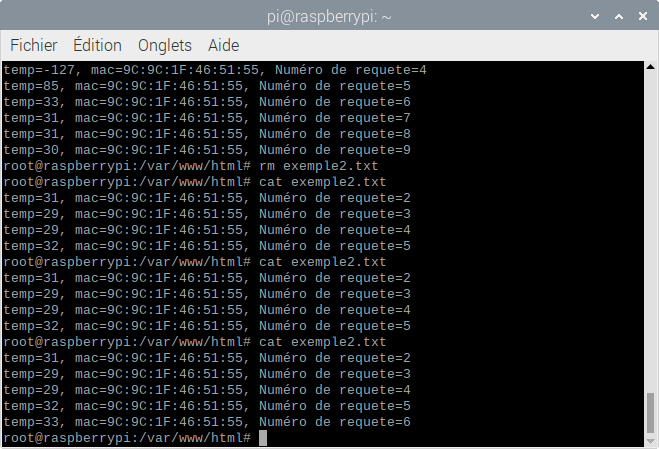 pi@raspberrypi: ~
Fichier Édition Onglets Aide
temp=-127, mac=9C:9C:1F:46:51:55, Numéro de requete=4
temp=85, mac=9C:9C:1F:46:51:55, Numéro de requete=5
temp=33, mac=9C:9C:1F:46:51:55, Numéro de requete=6
temp=31, mac=9C:9C:1F:46:51:55, Numéro de requete=7
temp=31, mac=9C:9C:1F:46:51:55, Numéro de requete=8
temp=30, mac=9C:9C:1F:46:51:55, Numéro de requete=9
root@raspberrypi:/var/www/html# rm exemple2.txt
root@raspberrypi:/var/www/html# cat exemple2.txt
temp=31, mac=9C:9C:1F:46:51:55, Numéro de requete=2
temp=29, mac=9C:9C:1F:46:51:55, Numéro de requete=3
temp=29, mac=9C:9C:1F:46:51:55, Numéro de requete=4
temp=32, mac=9C:9C:1F:46:51:55, Numéro de requete=5
root@raspberrypi:/var/www/html# cat exemple2.txt
temp=31, mac=9C:9C:1F:46:51:55, Numéro de requete=2
temp=29, mac=9C:9C:1F:46:51:55, Numéro de requete=3
temp=29, mac=9C:9C:1F:46:51:55, Numéro de requete=4
temp=32, mac=9C:9C:1F:46:51:55, Numéro de requete=5
root@raspberrypi:/var/www/html# cat exemple2.txt
temp=31, mac=9C:9C:1F:46:51:55, Numéro de requete=2
temp=29, mac=9C:9C:1F:46:51:55, Numéro de requete=3
temp=29, mac=9C:9C:1F:46:51:55, Numéro de requete=4
temp=32, mac=9C:9C:1F:46:51:55, Numéro de requete=5
temp=33, mac=9C:9C:1F:46:51:55, Numéro de requete=6
root@raspberrypi:/var/www/html#